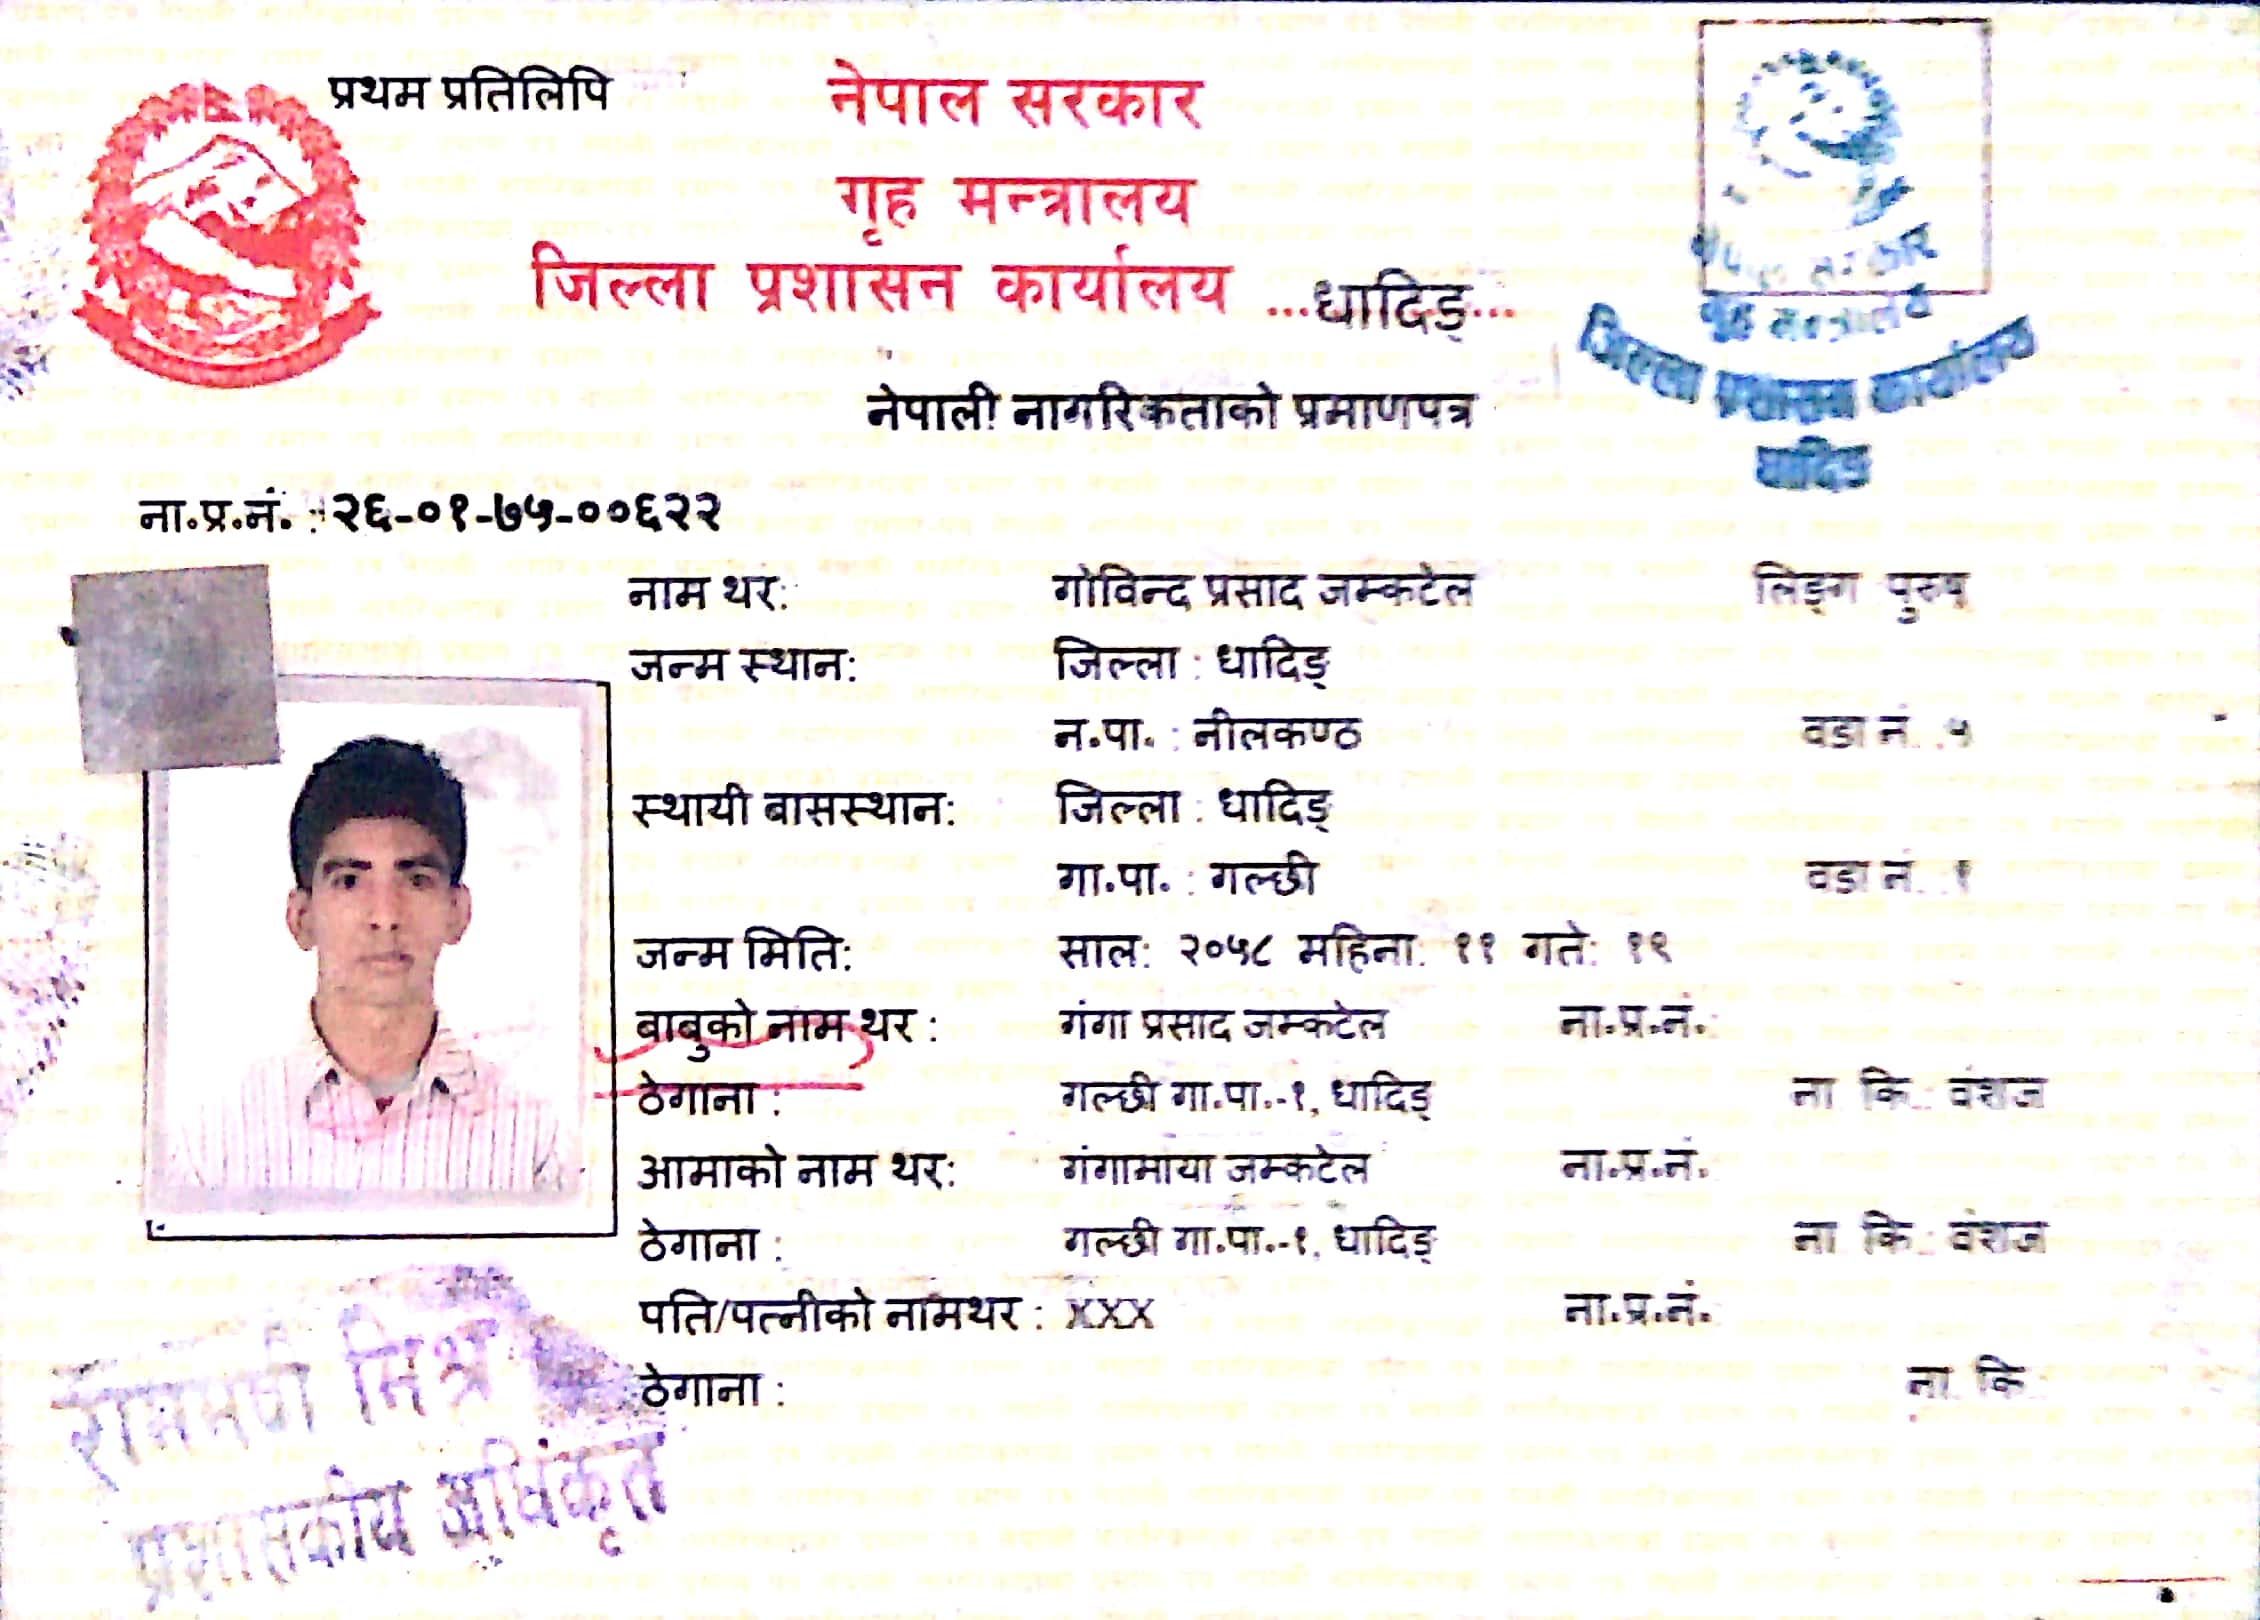 प्रथम प्रतिलिपि
नेपाल सरकार
गृह मन्त्रालय
जिल्ला प्रशासन कार्यालय ...धादिङ्...
नेपाल सरकार
गृह मन्त्रालय
जिल्ला प्रशासन कार्यालय
धादिङ
नेपाली नागरिकताको प्रमाणपत्र
ना.प्र.नं. : २६-०१-७५-००६२२
नाम थर: गोविन्द प्रसाद जम्कटेल लिङ्ग पुरुष
जन्म स्थान: जिल्ला : धादिङ्
न.पा. : नीलकण्ठ वडा नं. ५
स्थायी बासस्थान: जिल्ला : धादिङ्
गा.पा. : गल्छी वडा नं. १
जन्म मिति: साल: २०५८ महिना: ११ गते: १९
बाबुको नाम थर : गंगा प्रसाद जम्कटेल ना.प्र.नं.:
ठेगाना : गल्छी गा.पा.-१, धादिङ् ना कि वंशज
आमाको नाम थर: गंगामाया जम्कटेल ना.प्र.नं.
ठेगाना : गल्छी गा.पा.-१, धादिङ् ना कि वंशज
पति/पत्नीको नामथर : XXX ना.प्र.नं.
ठेगाना : ना कि
मिश्र
प्रशासकीय अधिकृत